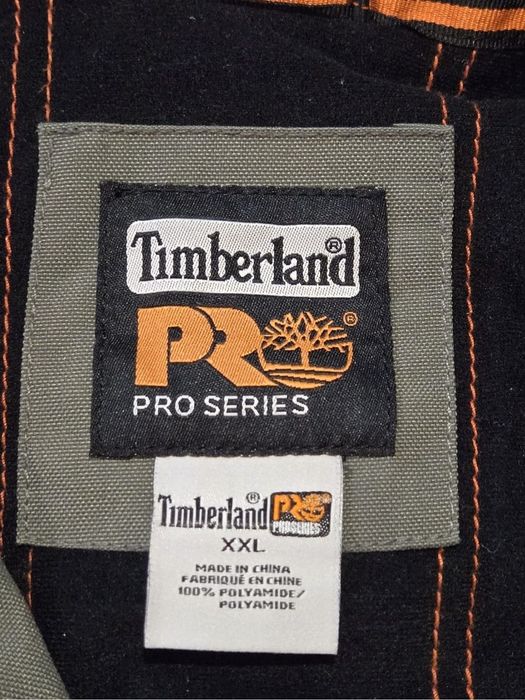 Timberland®
PRO®
PRO SERIES
Timberland® PRO
PRO SERIES
XXL
MADE IN CHINA
FABRIQUÉ EN CHINE
100% POLYAMIDE/
POLYAMIDE